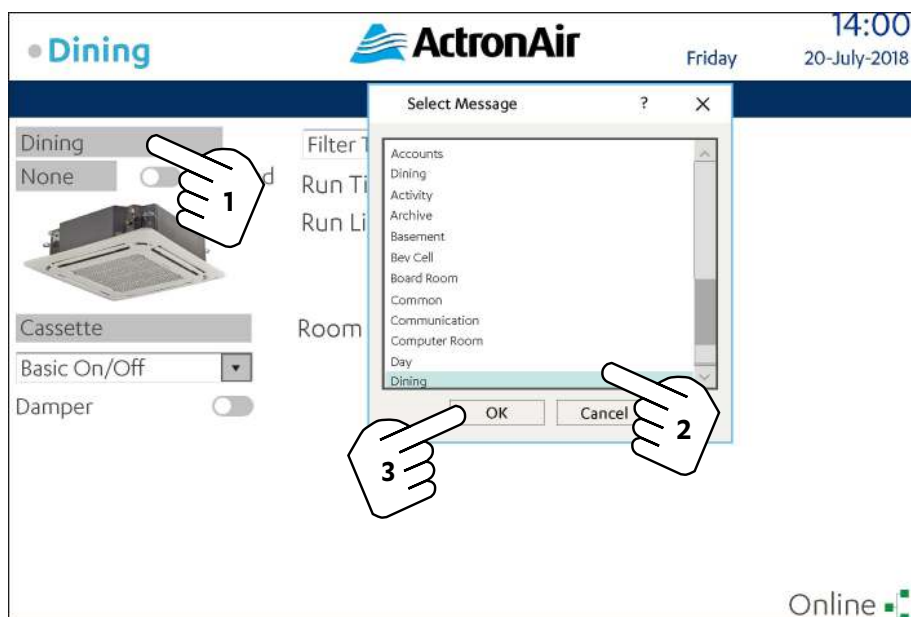 Dining
ActronAir
14:00
Friday
20-July-2018
Select Message ? X
Dining
None
d
Filter T
Run Ti
Run Li
Accounts
Dining
Activity
Archive
Basement
Bev Cell
Board Room
Common
Communication
Computer Room
Day
Dining
OK
Cancel
1
2
3
Cassette
Room
Basic On/Off
Damper
Online